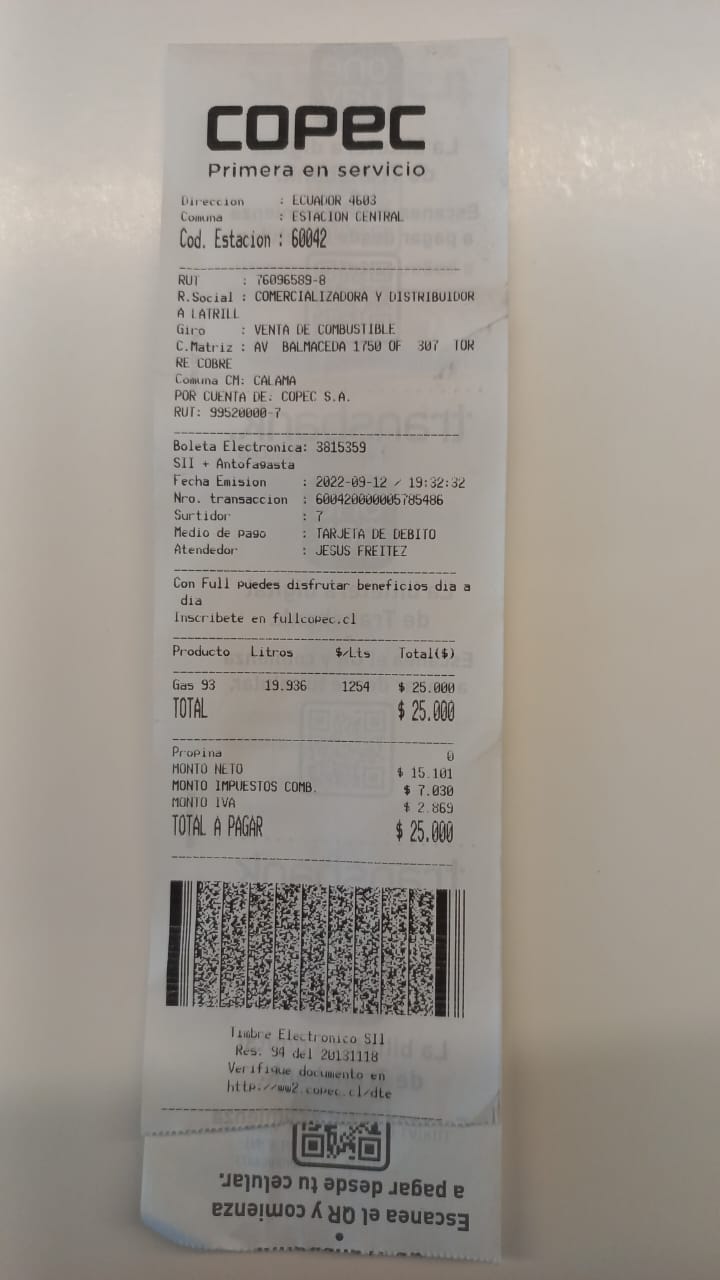 COPEC
Primera en servicio
Direccion : ECUADOR 4603
Comuna : ESTACION CENTRAL
Cod. Estacion : 60042
RUT : 76096589-8
R.Social : COMERCIALIZADORA Y DISTRIBUIDOR
A LATRILL
Giro : VENTA DE COMBUSTIBLE
C.Matriz : AV BALMACEDA 1750 OF 307 TOR
RE COBRE
Comuna CM: CALAMA
POR CUENTA DE: COPEC S.A.
RUT: 99520000-7
Boleta Electronica: 3815359
SII + Antofagasta
Fecha Emision : 2022-09-12 / 19:32:32
Nro. transaccion : 600420000005785486
Surtidor : 7
Medio de pago : TARJETA DE DEBITO
Atendedor : JESUS FREITEZ
Con Full puedes disfrutar beneficios dia a
dia
Inscribete en fullcopec.cl
Producto Litros $/Lts Total($)
Gas 93 19.936 1254 $ 25.000
TOTAL $ 25.000
Propina 0
MONTO NETO $ 15.101
MONTO IMPUESTOS COMB. $ 7.030
MONTO IVA $ 2.869
TOTAL A PAGAR $ 25.000
Timbre Electronico SII
Res. 94 del 20131118
Verifique documento en
http://ww2.copec.cl/dte
Escanea el QR y comienza
a pagar desde tu celular.